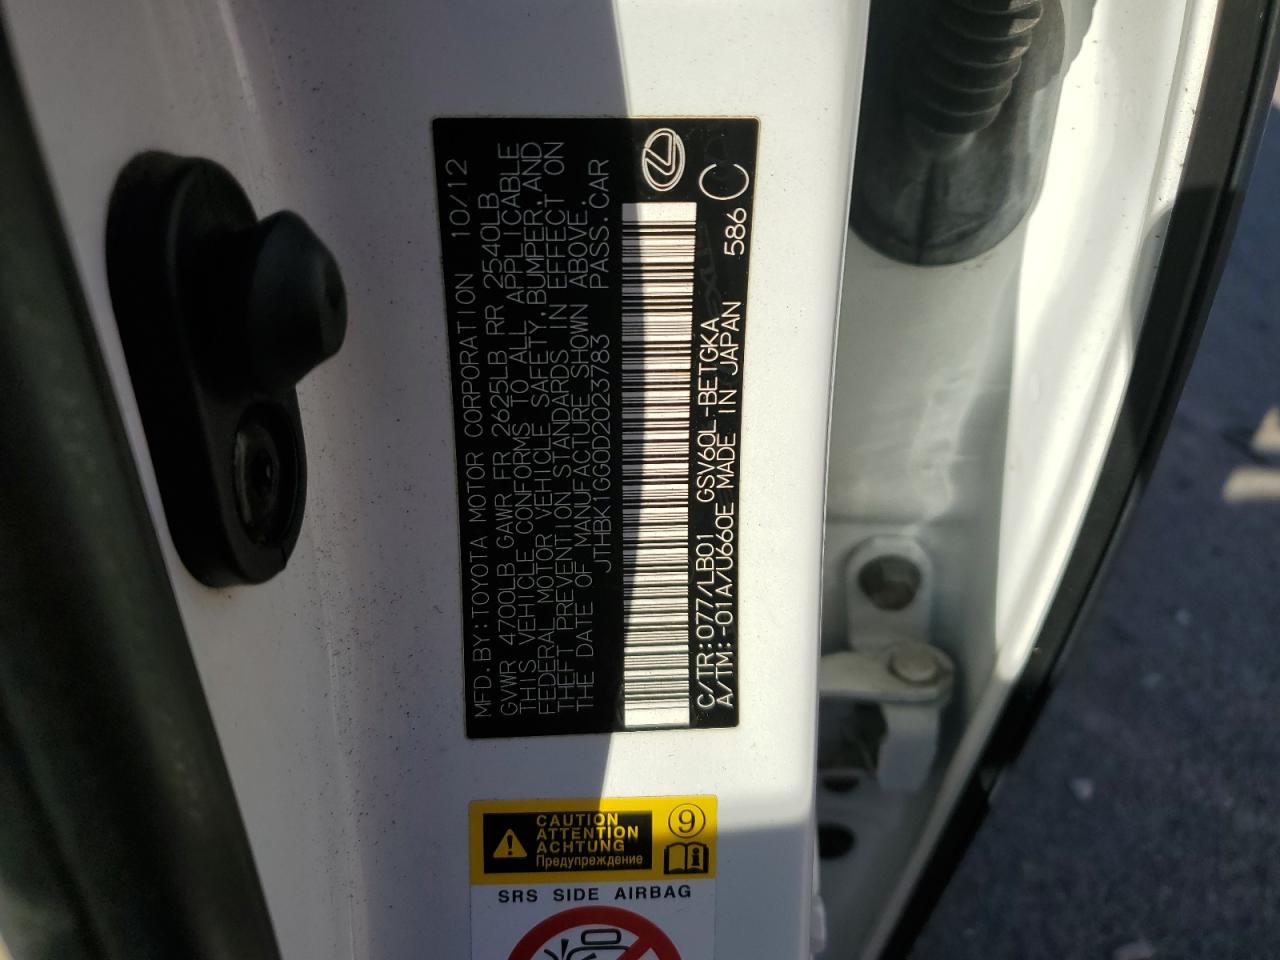 MFD.BY:TOYOTA MOTOR CORPORATION 10/12
GVWR 4700LB GAWR FR 2625LB RR 2540LB
THIS VEHICLE CONFORMS TO ALL APPLICABLE
FEDERAL MOTOR VEHICLE SAFETY,BUMPER,AND
THEFT PREVENTION STANDARDS IN EFFECT ON
THE DATE OF MANUFACTURE SHOWN ABOVE.
JTHBK1GG0D2023783 PASS.CAR
C/TR:077/LB01 GSV60L-BETGKA
A/TM:-01A/U660E MADE IN JAPAN 586 C
CAUTION
ATTENTION
ACHTUNG
Предупреждение
9
i
SRS SIDE AIRBAG